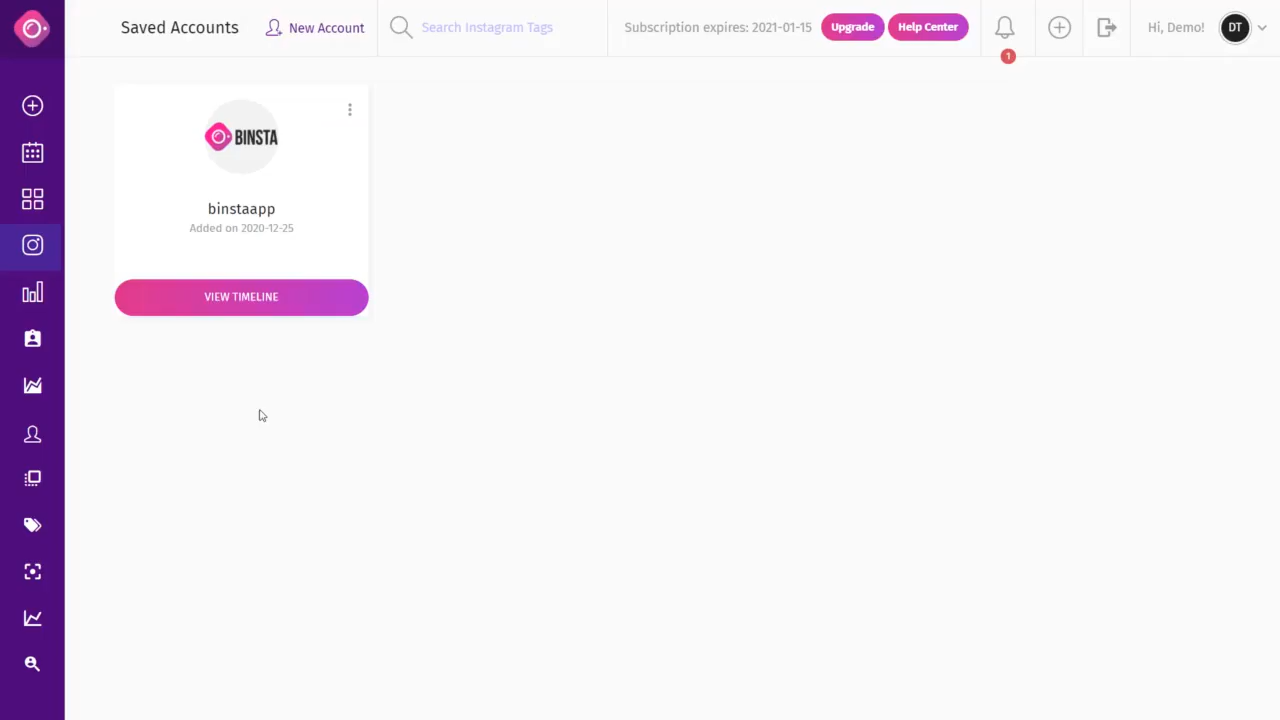 Saved Accounts
New Account
Search Instagram Tags
Subscription expires: 2021-01-15
Upgrade
Help Center
1
Hi, Demo!
DT
BINSTA
binstaapp
Added on 2020-12-25
VIEW TIMELINE